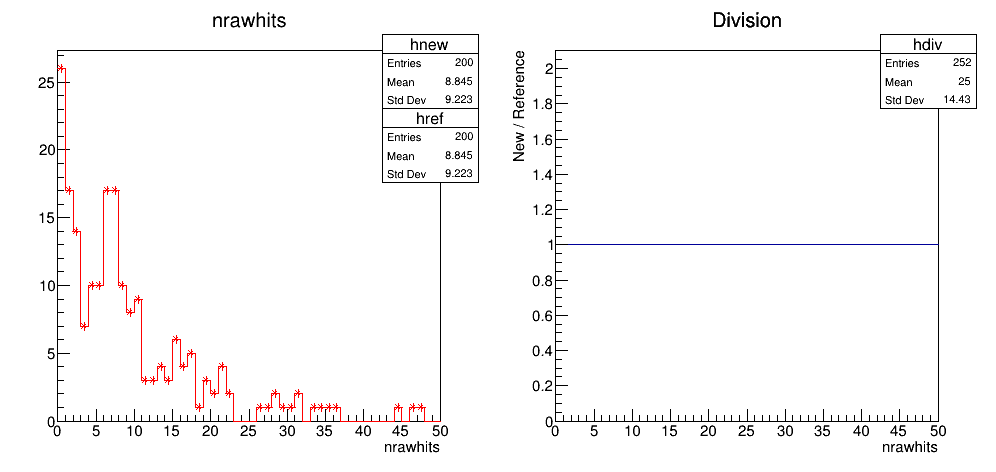 nrawhits
hnew
Entries 200
Mean 8.845
Std Dev 9.223
href
Entries 200
Mean 8.845
Std Dev 9.223
25
20
15
10
5
0
0 5 10 15 20 25 30 35 40 45 50
nrawhits
Division
hdiv
Entries 252
Mean 25
Std Dev 14.43
New / Reference
2
1.8
1.6
1.4
1.2
1
0.8
0.6
0.4
0.2
0
0 5 10 15 20 25 30 35 40 45 50
nrawhits